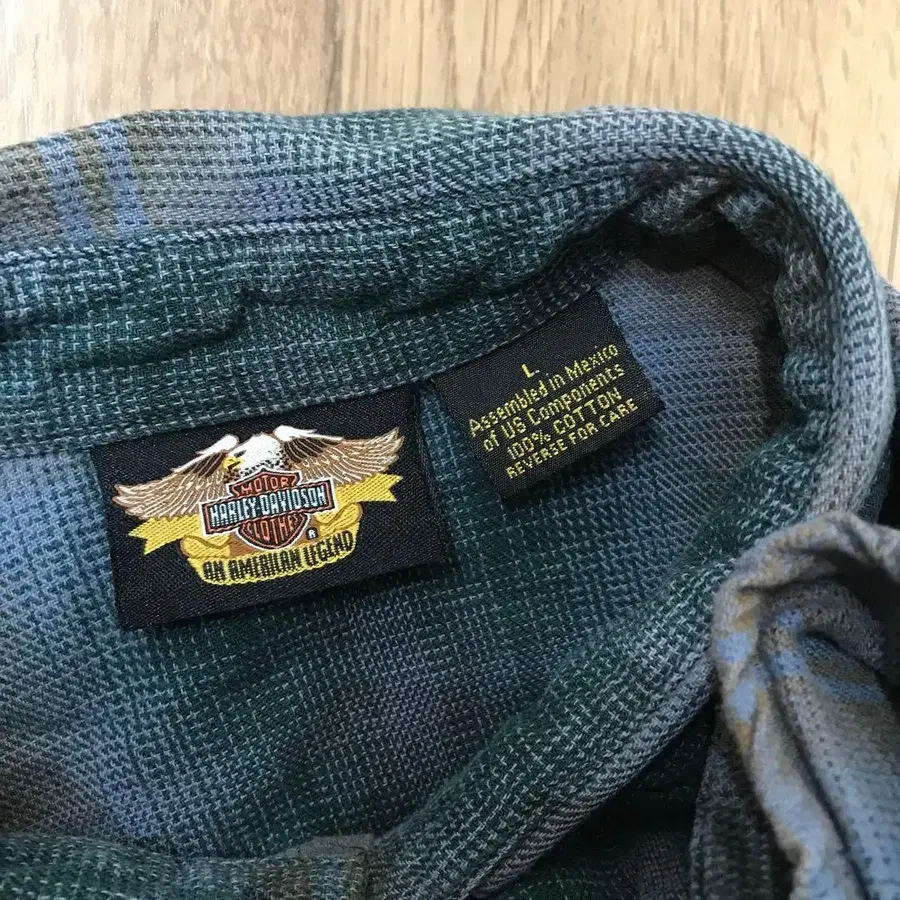 MOTOR
HARLEY-DAVIDSON
CLOTHES
®
AN AMERICAN LEGEND
L
Assembled in Mexico
of US Components
100% COTTON
REVERSE FOR CARE